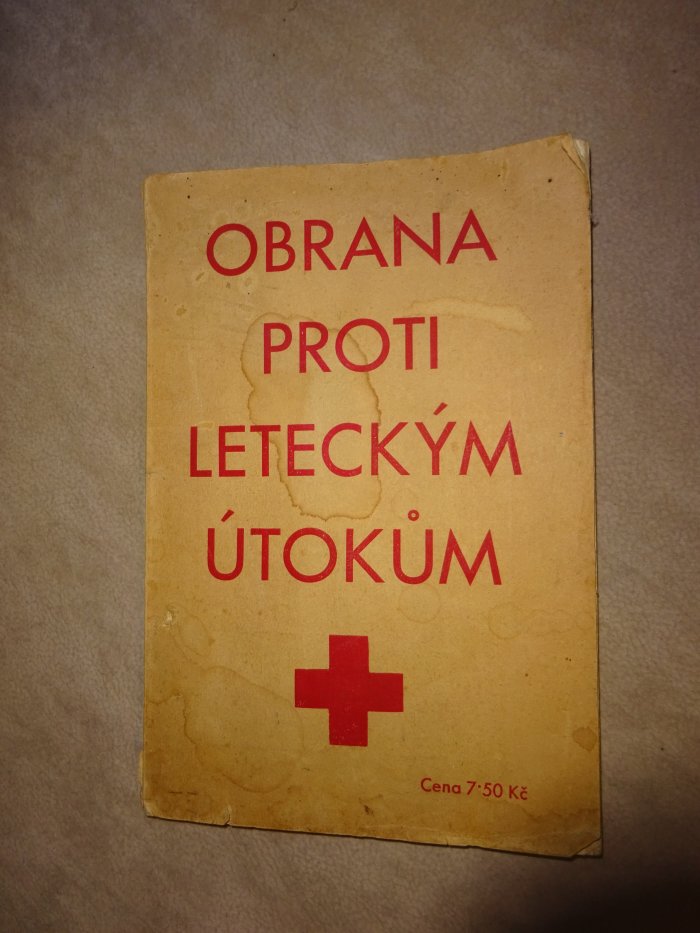 OBRANA
PROTI
LETECKÝM
ÚTOKŮM
Cena 7·50 Kč